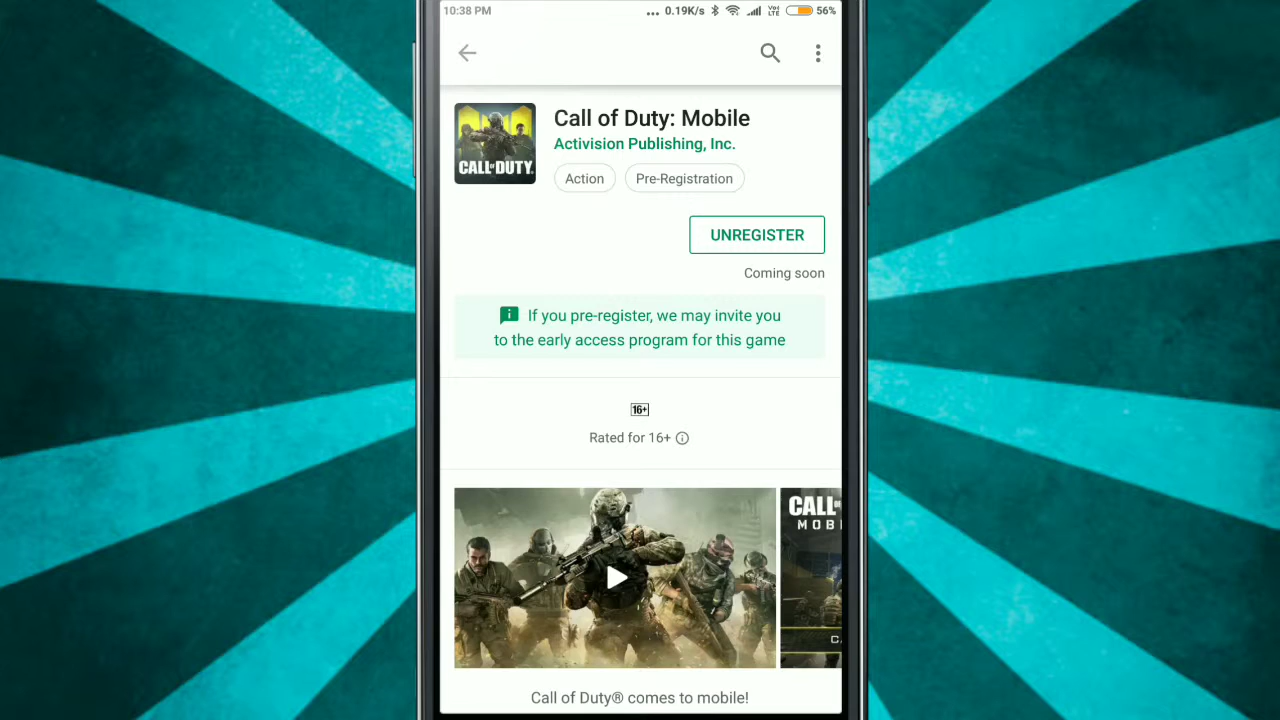 10:38 PM
... 0.19K/s VoI LTE 56%
CALL OF DUTY.
Call of Duty: Mobile
Activision Publishing, Inc.
Action
Pre-Registration
UNREGISTER
Coming soon
If you pre-register, we may invite you
to the early access program for this game
16+
Rated for 16+
CALL
MOB
C
Call of Duty® comes to mobile!